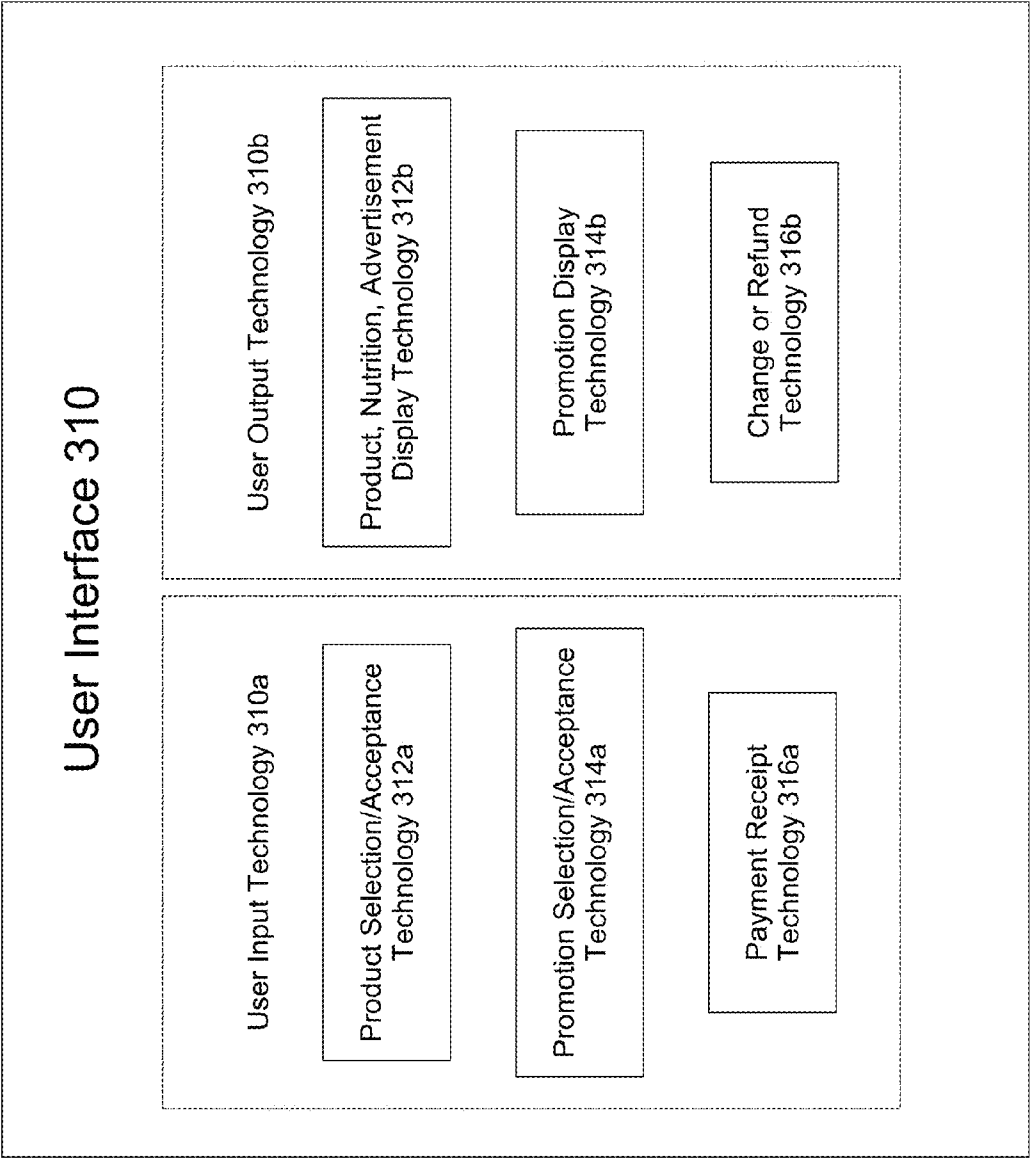 User Interface 310
User Input Technology 310a
Product Selection/Acceptance
Technology 312a
Promotion Selection/Acceptance
Technology 314a
Payment Receipt
Technology 316a
User Output Technology 310b
Product, Nutrition, Advertisement
Display Technology 312b
Promotion Display
Technology 314b
Change or Refund
Technology 316b